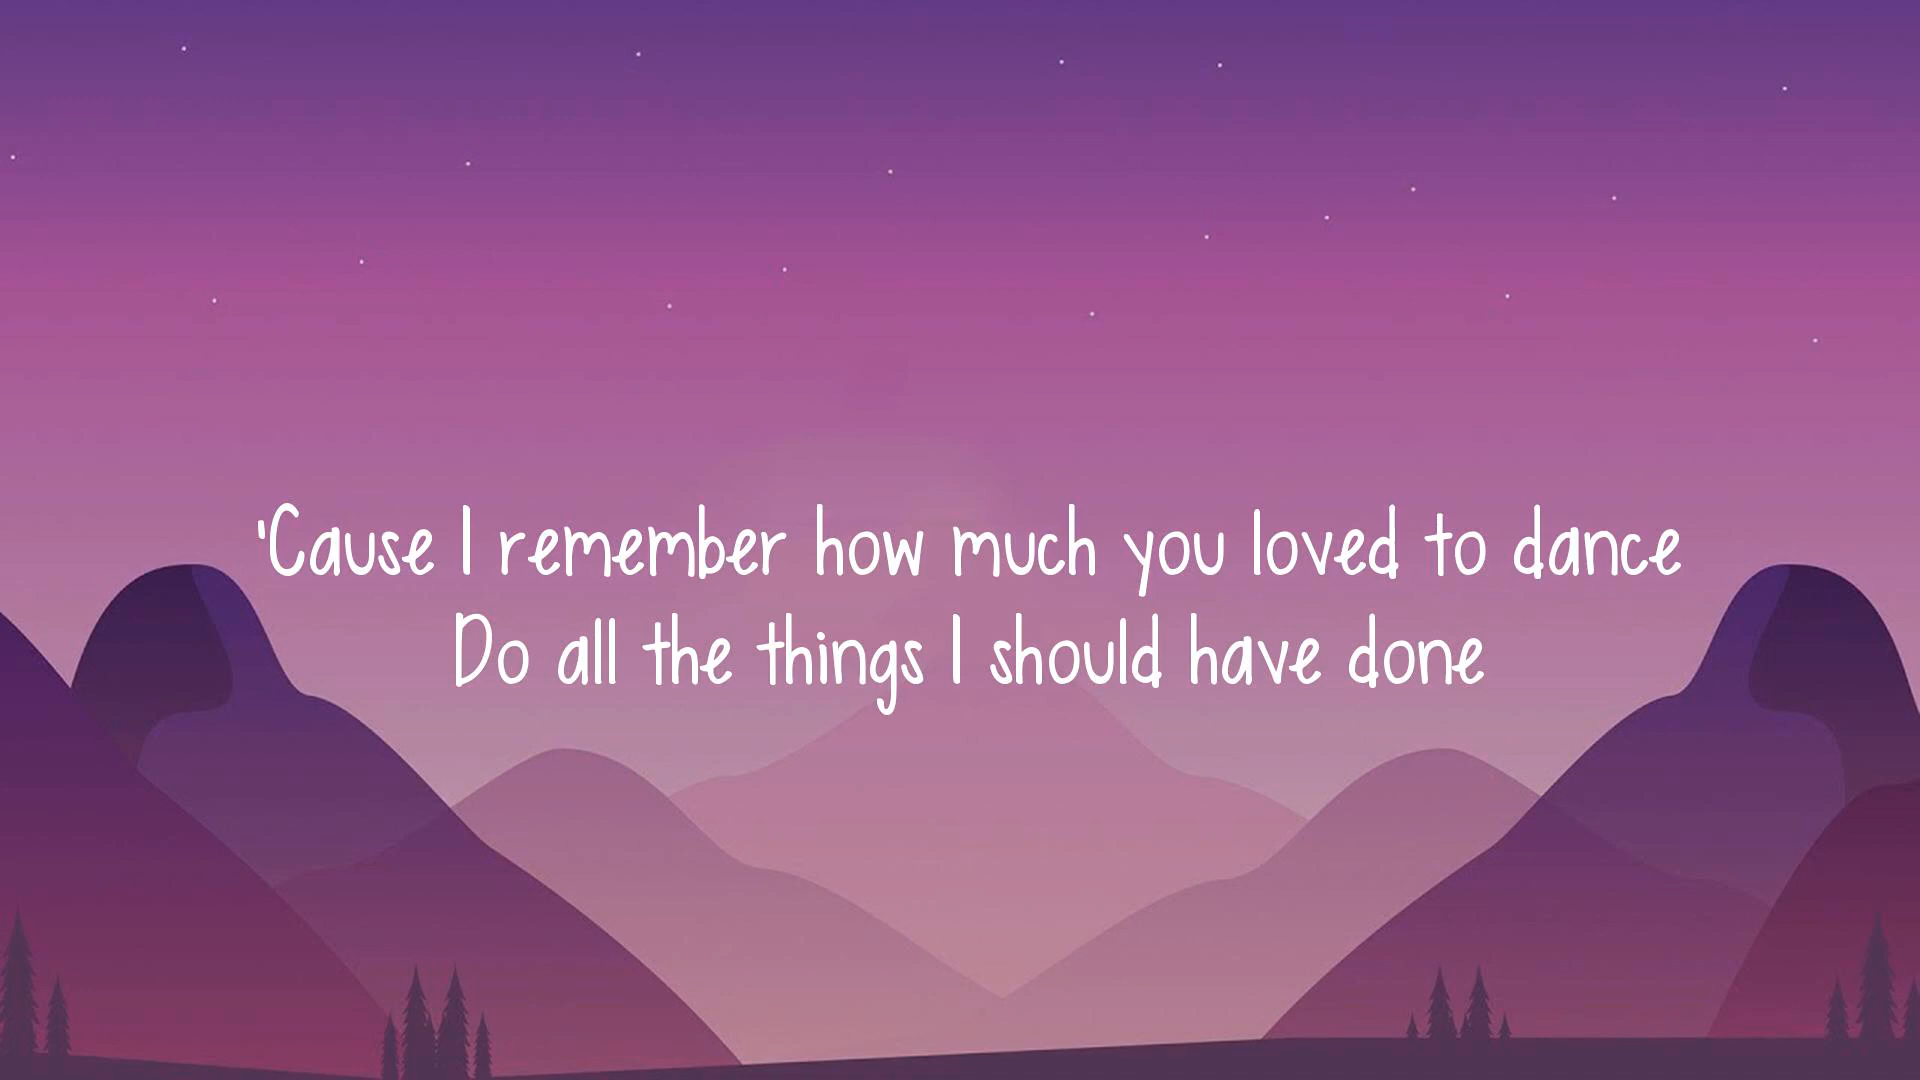 'Cause I remember how much you loved to dance
Do all the things I should have done